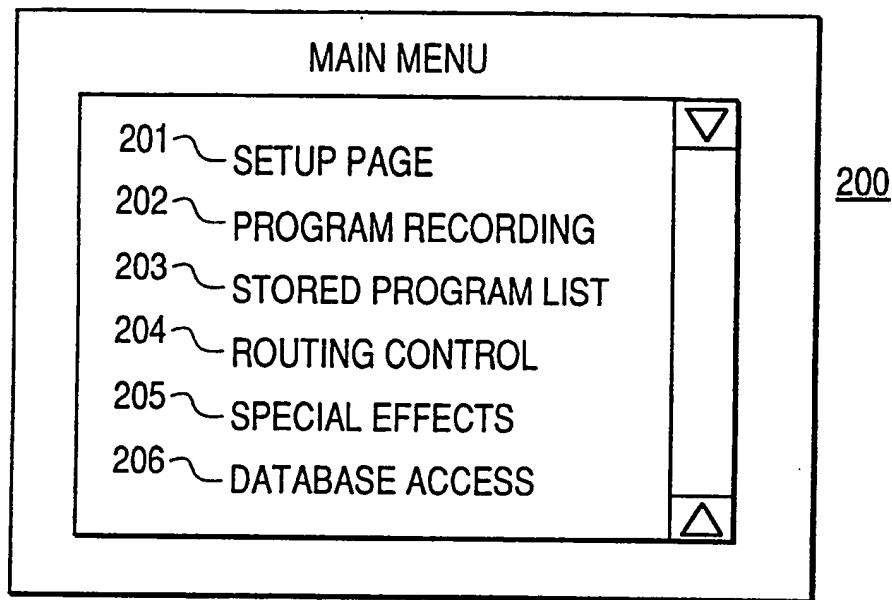 MAIN MENU
201 SETUP PAGE
202 PROGRAM RECORDING
203 STORED PROGRAM LIST
204 ROUTING CONTROL
205 SPECIAL EFFECTS
206 DATABASE ACCESS
200